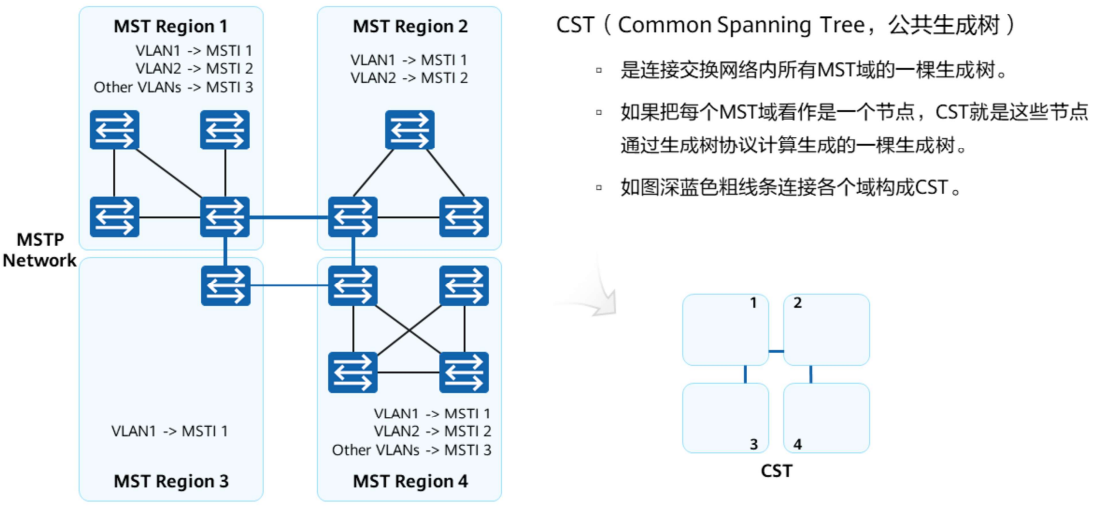 MST Region 1
VLAN1 -> MSTI 1
VLAN2 -> MSTI 2
Other VLANs -> MSTI 3
MST Region 2
VLAN1 -> MSTI 1
VLAN2 -> MSTI 2
MSTP
Network
VLAN1 -> MSTI 1
MST Region 3
VLAN1 -> MSTI 1
VLAN2 -> MSTI 2
Other VLANs -> MSTI 3
MST Region 4
CST（Common Spanning Tree，公共生成树）
▫ 是连接交换网络内所有MST域的一棵生成树。
▫ 如果把每个MST域看作是一个节点，CST就是这些节点
通过生成树协议计算生成的一棵生成树。
▫ 如图深蓝色粗线条连接各个域构成CST。
1
2
3
4
CST